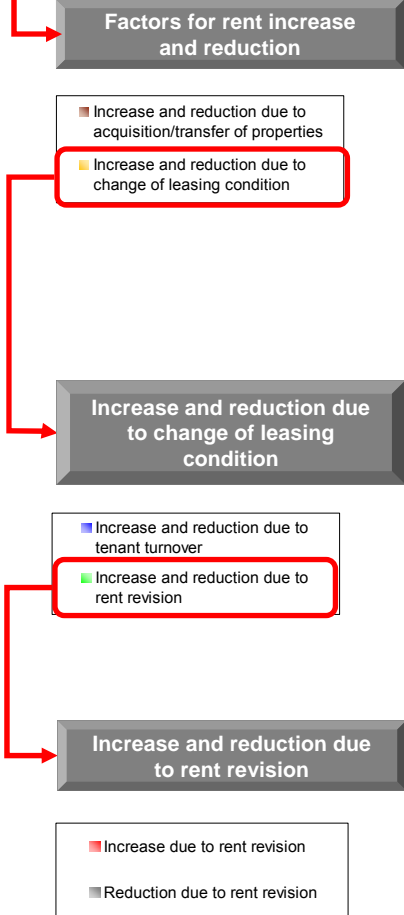 Factors for rent increase
and reduction
Increase and reduction due to
acquisition/transfer of properties
Increase and reduction due to
change of leasing condition
Increase and reduction due
to change of leasing
condition
Increase and reduction due to
tenant turnover
Increase and reduction due to
rent revision
Increase and reduction due
to rent revision
Increase due to rent revision
Reduction due to rent revision